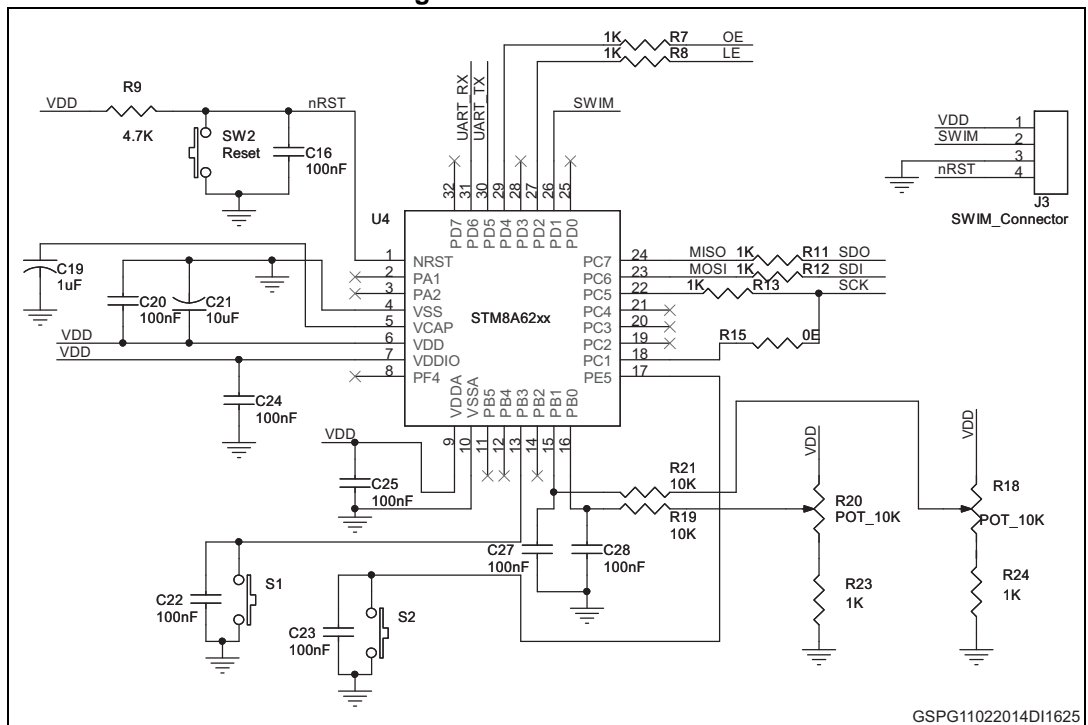 1K R7 OE
1K R8 LE
R9
VDD
nRST
4.7K
SW2
Reset
C16
100nF
UART_RX
UART_TX
SWIM
VDD 1
SWIM 2
3
nRST 4
J3
SWIM_Connector
32 31 30 29 28 27 26 25
PD7 PD6 PD5 PD4 PD3 PD2 PD1 PD0
U4
STM8A62xx
1 NRST
2 PA1
3 PA2
4 VSS
5 VCAP
6 VDD
7 VDDIO
8 PF4
PC7 24 MISO 1K R11 SDO
PC6 23 MOSI 1K R12 SDI
PC5 22 1K R13 SCK
PC4 21
PC3 20
PC2 19
PC1 18 R15 0E
PE5 17
VDDA VSSA PB5 PB4 PB3 PB2 PB1 PB0
9 10 11 12 13 14 15 16
C19
1uF
C20
100nF
C21
10uF
VDD
VDD
C24
100nF
VDD
C25
100nF
R21
10K
R19
10K
VDD
R20
POT_10K
VDD
R18
POT_10K
C27
100nF
C28
100nF
R23
1K
R24
1K
C22
100nF
S1
C23
100nF
S2
GSPG11022014DI1625